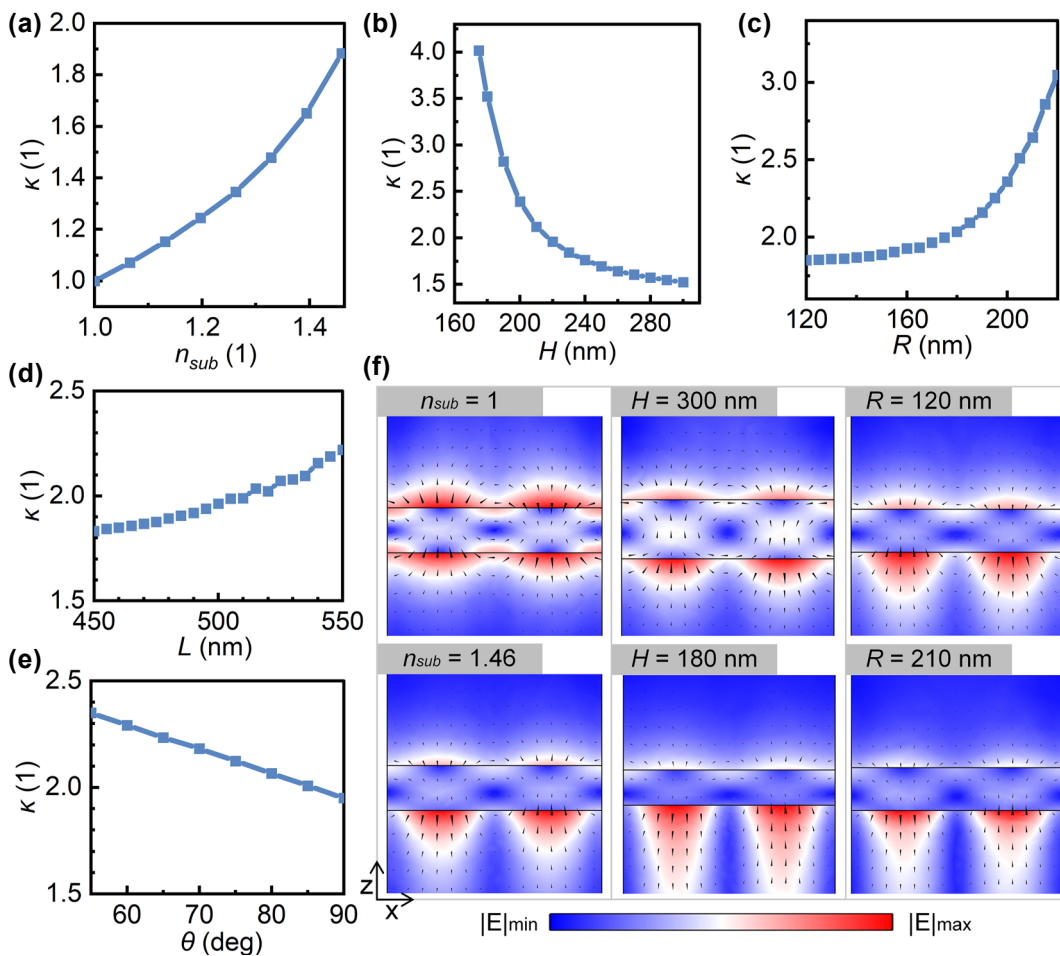 (a)
2.0
1.8
1.6
1.4
1.2
1.0
κ (1)
1.0 1.2 1.4
nsub (1)
(b)
4.0
3.5
3.0
2.5
2.0
1.5
κ (1)
160 200 240 280
H (nm)
(c)
3.0
2.5
2.0
κ (1)
120 160 200
R (nm)
(d)
2.5
2.0
1.5
κ (1)
450 500 550
L (nm)
(e)
2.5
2.0
1.5
κ (1)
60 70 80 90
θ (deg)
(f)
nsub = 1 H = 300 nm R = 120 nm
nsub = 1.46 H = 180 nm R = 210 nm
z
x
|E|min |E|max